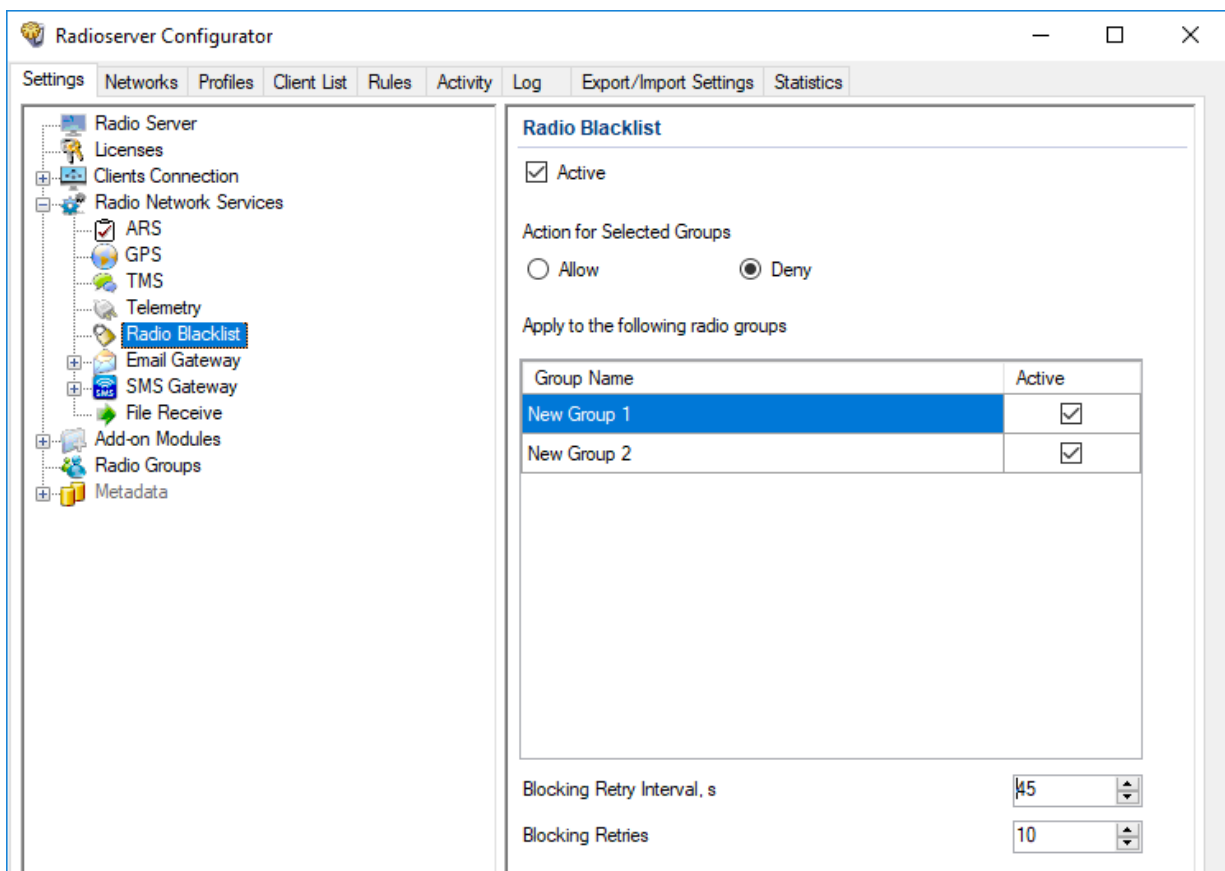 Radioserver Configurator
Settings Networks Profiles Client List Rules Activity Log Export/Import Settings Statistics
Radio Server
Licenses
Clients Connection
Radio Network Services
ARS
GPS
TMS
Telemetry
Radio Blacklist
Email Gateway
SMS
SMS Gateway
File Receive
Add-on Modules
Radio Groups
Metadata
Radio Blacklist
Active
Action for Selected Groups
Allow Deny
Apply to the following radio groups
Group Name Active
New Group 1
New Group 2
Blocking Retry Interval, s 45
Blocking Retries 10